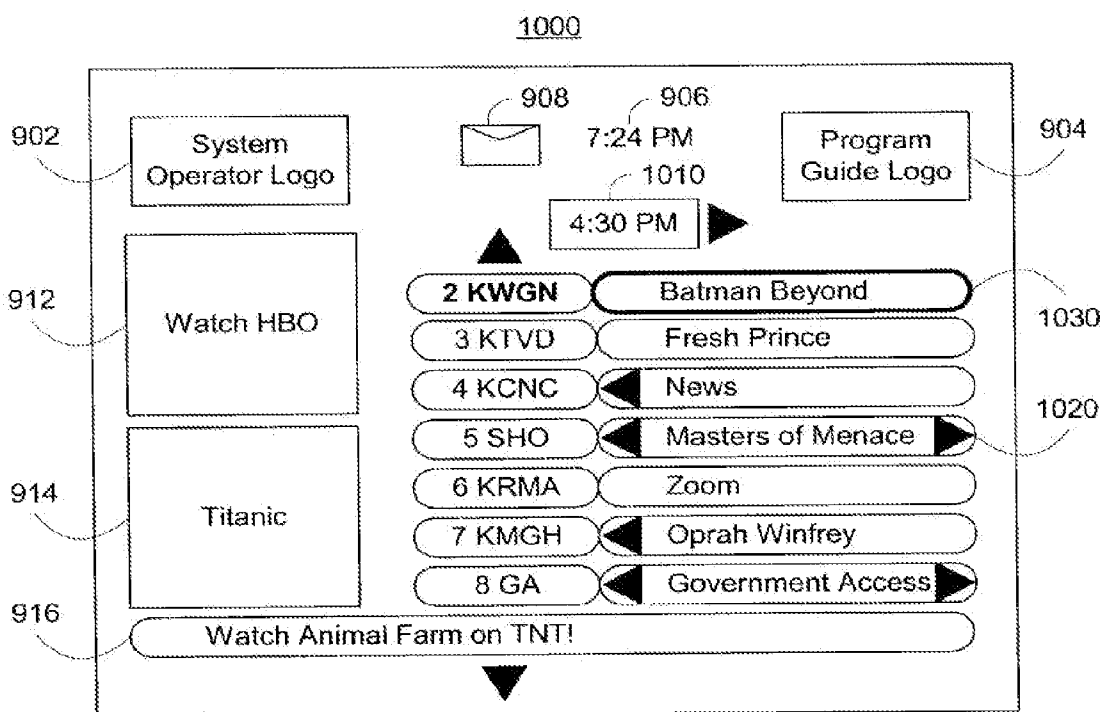 1000
908
906
902
904
System
Operator Logo
7:24 PM
Program
Guide Logo
1010
4:30 PM
912
Watch HBO
2 KWGN Batman Beyond
1030
3 KTVD Fresh Prince
4 KCNC News
5 SHO Masters of Menace
1020
914
Titanic
6 KRMA Zoom
7 KMGH Oprah Winfrey
8 GA Government Access
916
Watch Animal Farm on TNT!